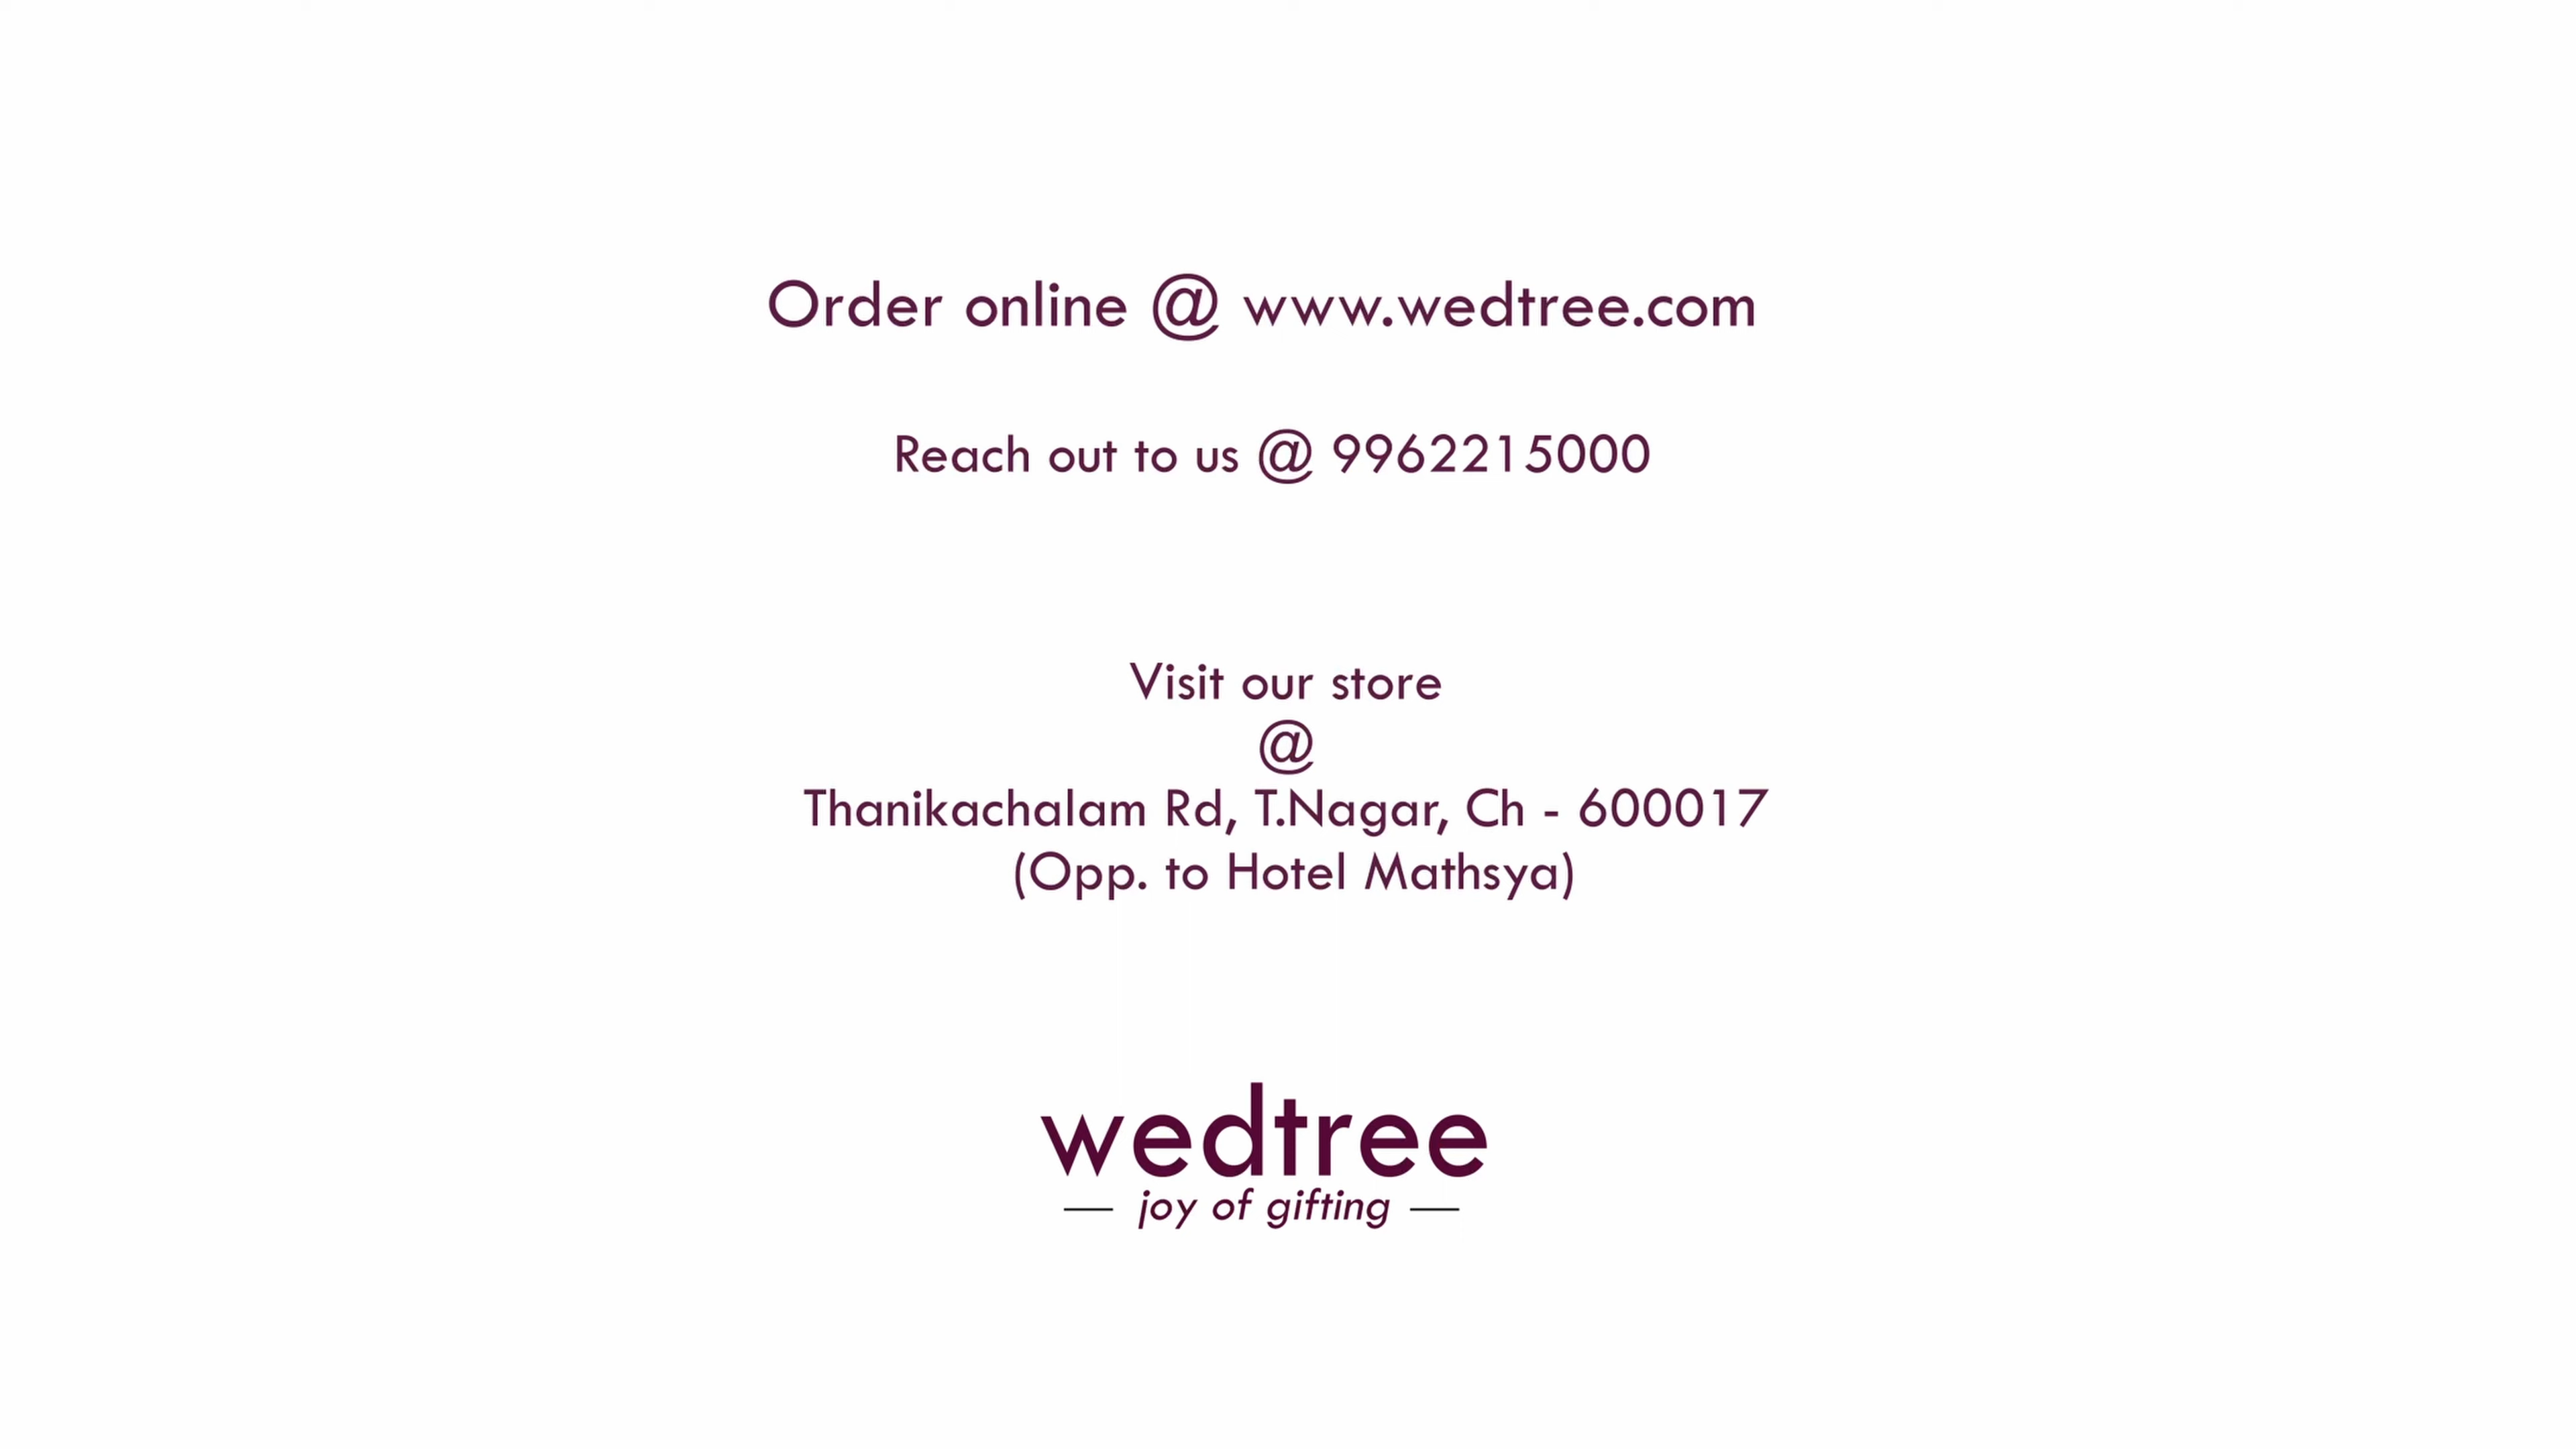 Order online @ www.wedtree.com
Reach out to us @ 9962215000
Visit our store
@
Thanikachalam Rd, T.Nagar, Ch - 600017
(Opp. to Hotel Mathsya)
wedtree
joy of gifting